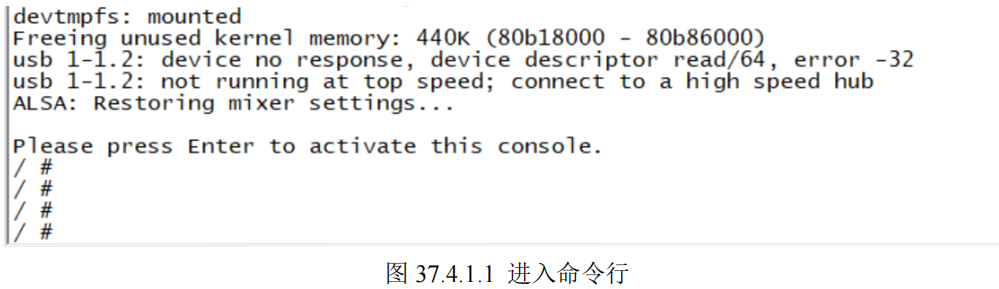 devtmpfs: mounted
Freeing unused kernel memory: 440K (80b18000 - 80b86000)
usb 1-1.2: device no response, device descriptor read/64, error -32
usb 1-1.2: not running at top speed; connect to a high speed hub
ALSA: Restoring mixer settings...
Please press Enter to activate this console.
/ #
/ #
/ #
/ #
图 37.4.1.1 进入命令行